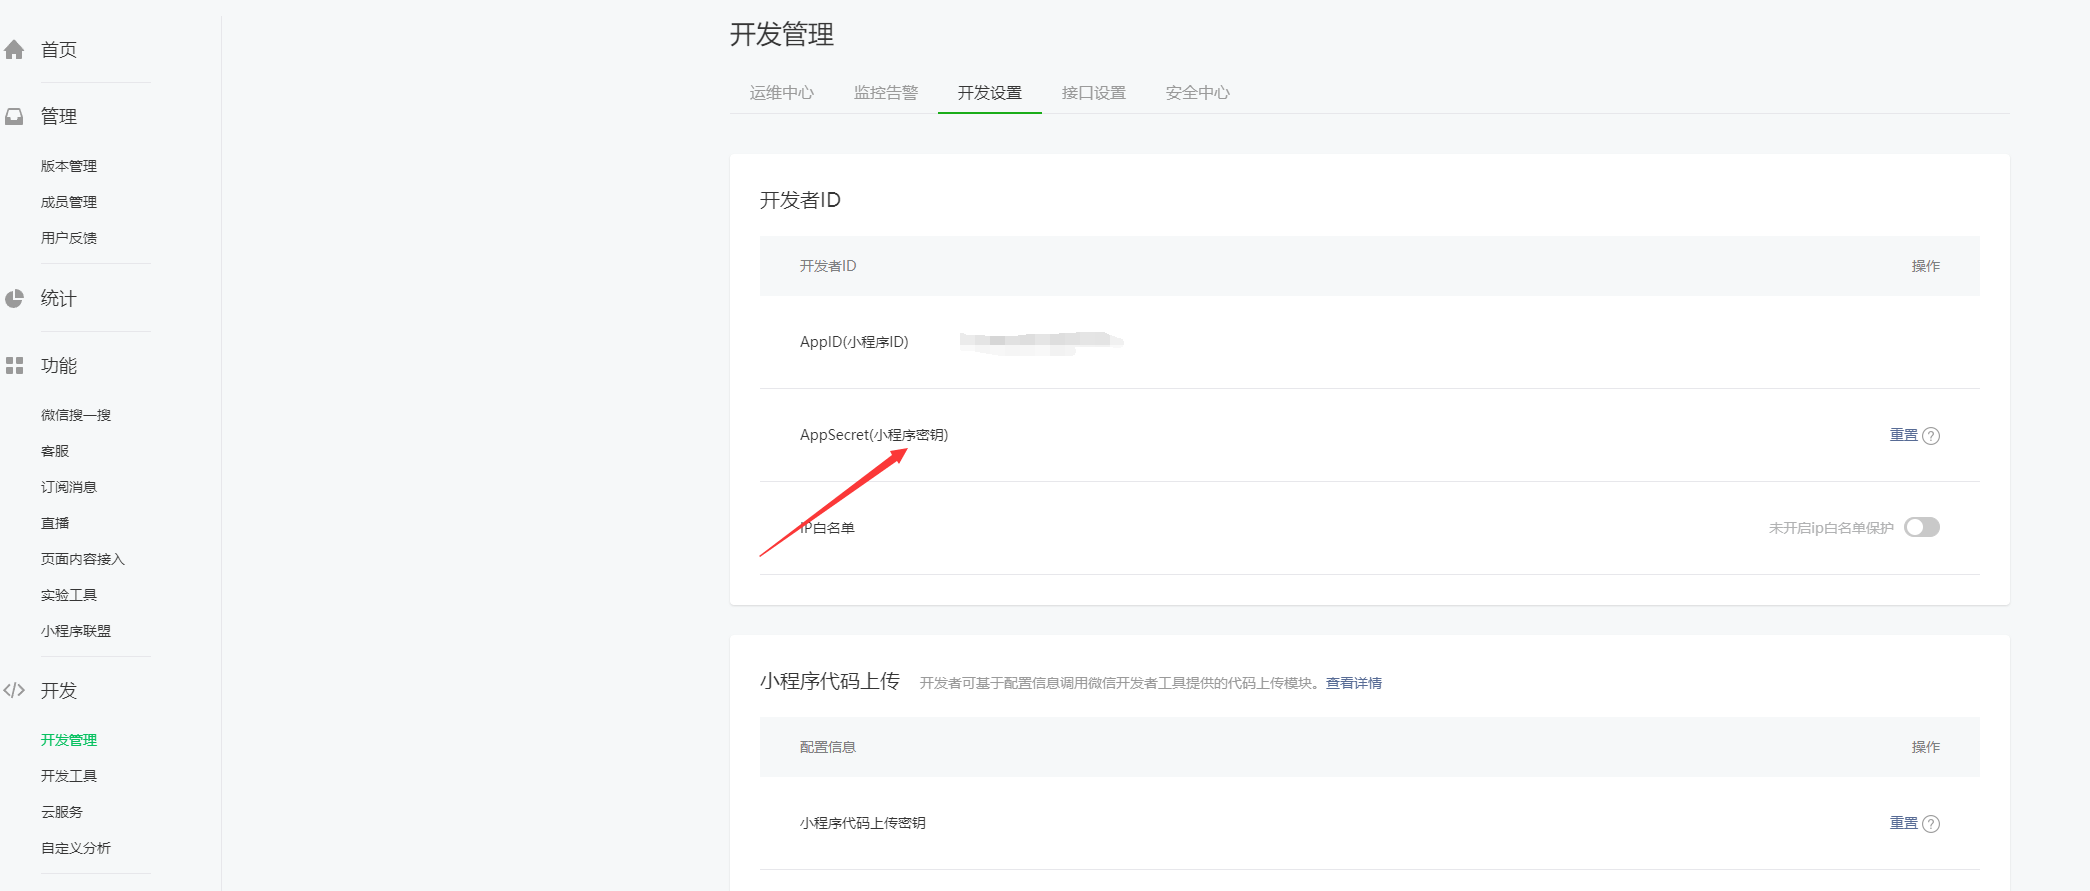 首页
管理
版本管理
成员管理
用户反馈
统计
功能
微信搜一搜
客服
订阅消息
直播
页面内容接入
实验工具
小程序联盟
开发
开发管理
开发工具
云服务
自定义分析
开发管理
运维中心 监控告警 开发设置 接口设置 安全中心
开发者ID
开发者ID 操作
AppID(小程序ID)
AppSecret(小程序密钥) 重置 ?
IP白名单 未开启ip白名单保护
小程序代码上传 开发者可基于配置信息调用微信开发者工具提供的代码上传模块。查看详情
配置信息 操作
小程序代码上传密钥 重置 ?